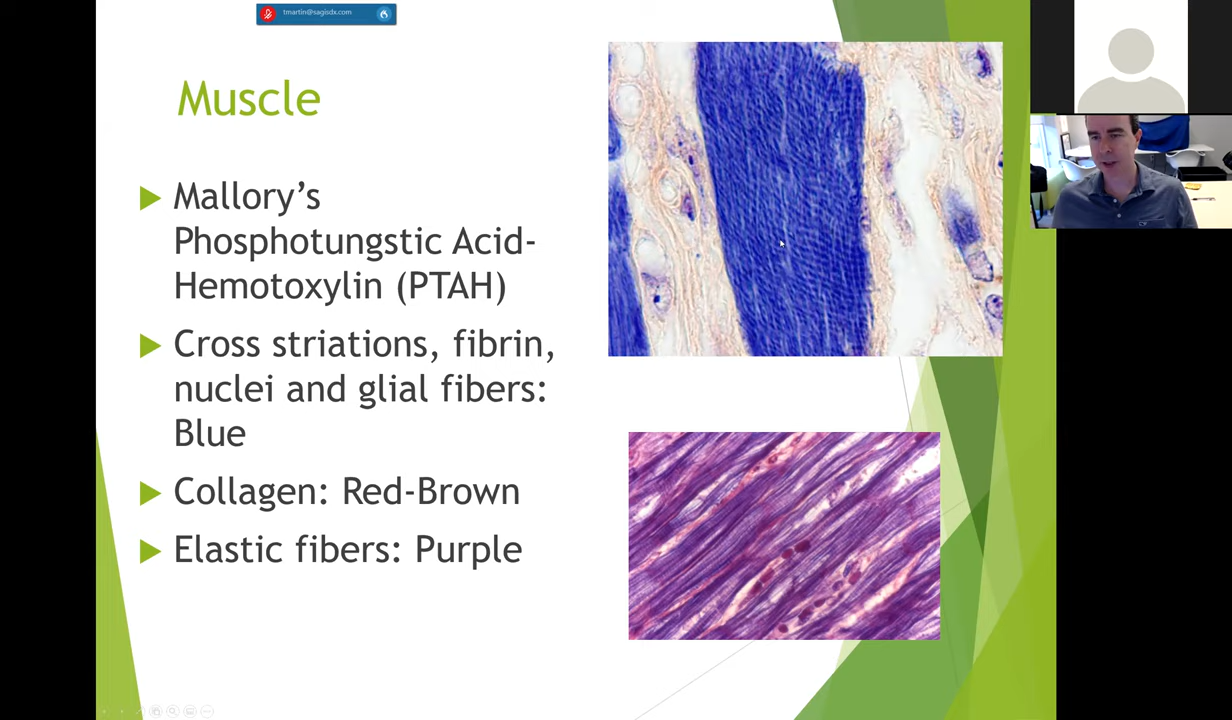 tmartin@sagisdx.com
Muscle
Mallory’s
Phosphotungstic Acid-
Hemotoxylin (PTAH)
Cross striations, fibrin,
nuclei and glial fibers:
Blue
Collagen: Red-Brown
Elastic fibers: Purple